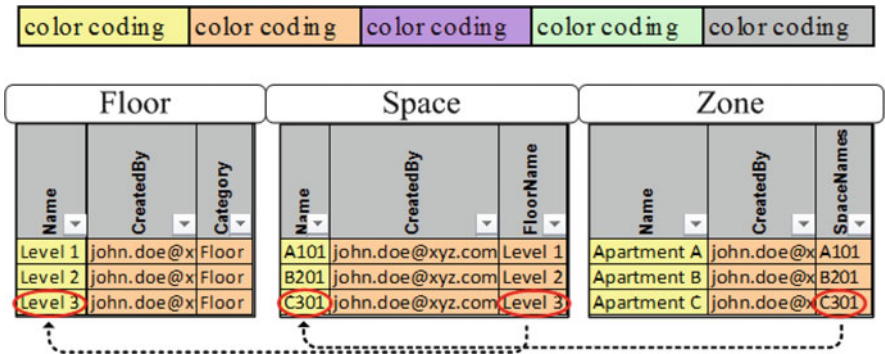 color coding color coding color coding color coding color coding
Floor Space Zone
Name CreatedBy Category Name CreatedBy FloorName Name CreatedBy SpaceNames
Level 1 john.doe@x Floor A101 john.doe@xyz.com Level 1 Apartment A john.doe@x A101
Level 2 john.doe@x Floor B201 john.doe@xyz.com Level 2 Apartment B john.doe@x B201
Level 3 john.doe@x Floor C301 john.doe@xyz.com Level 3 Apartment C john.doe@x C301